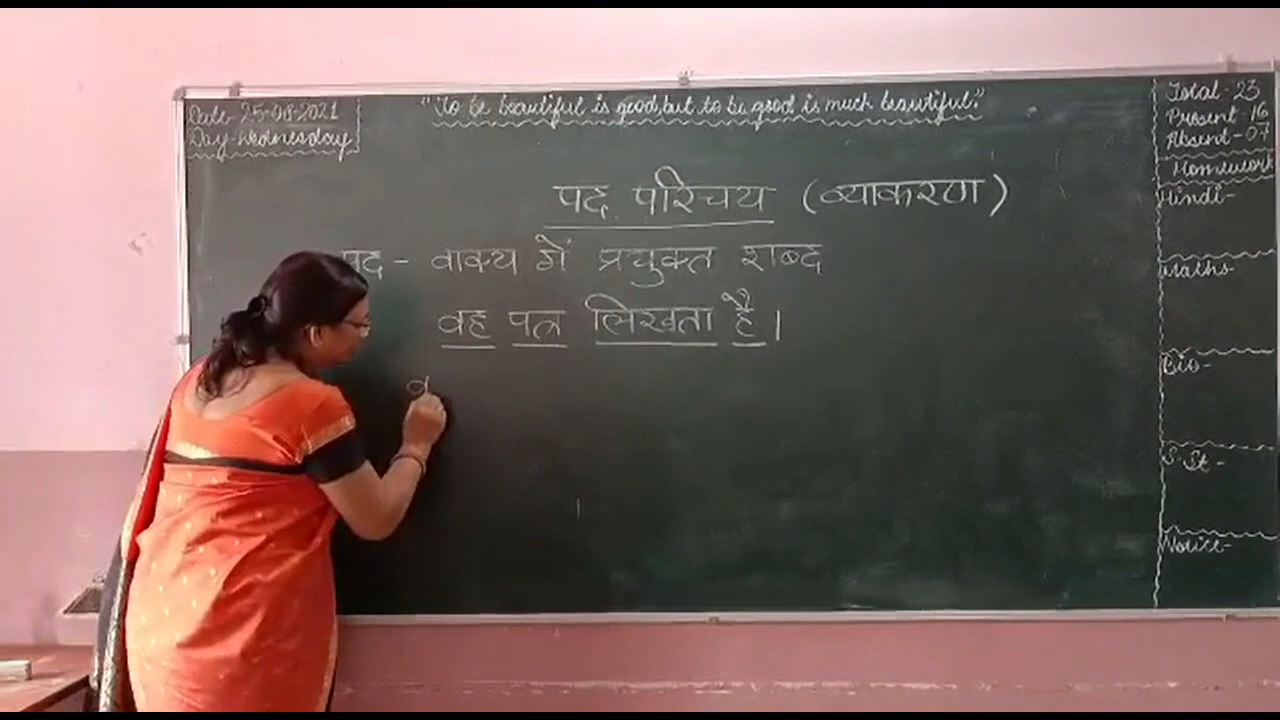 Date- 25-08-2021
Day- Wednesday
"To be beautiful is good, but to be good is much beautiful."
Total- 23
Present- 16
Absent- 07
Homework
Hindi-
Maths-
Bio-
S.St-
Notice-
पद परिचय (व्याकरण)
पद - वाक्य में प्रयुक्त शब्द
वह पत्र लिखता है।
व